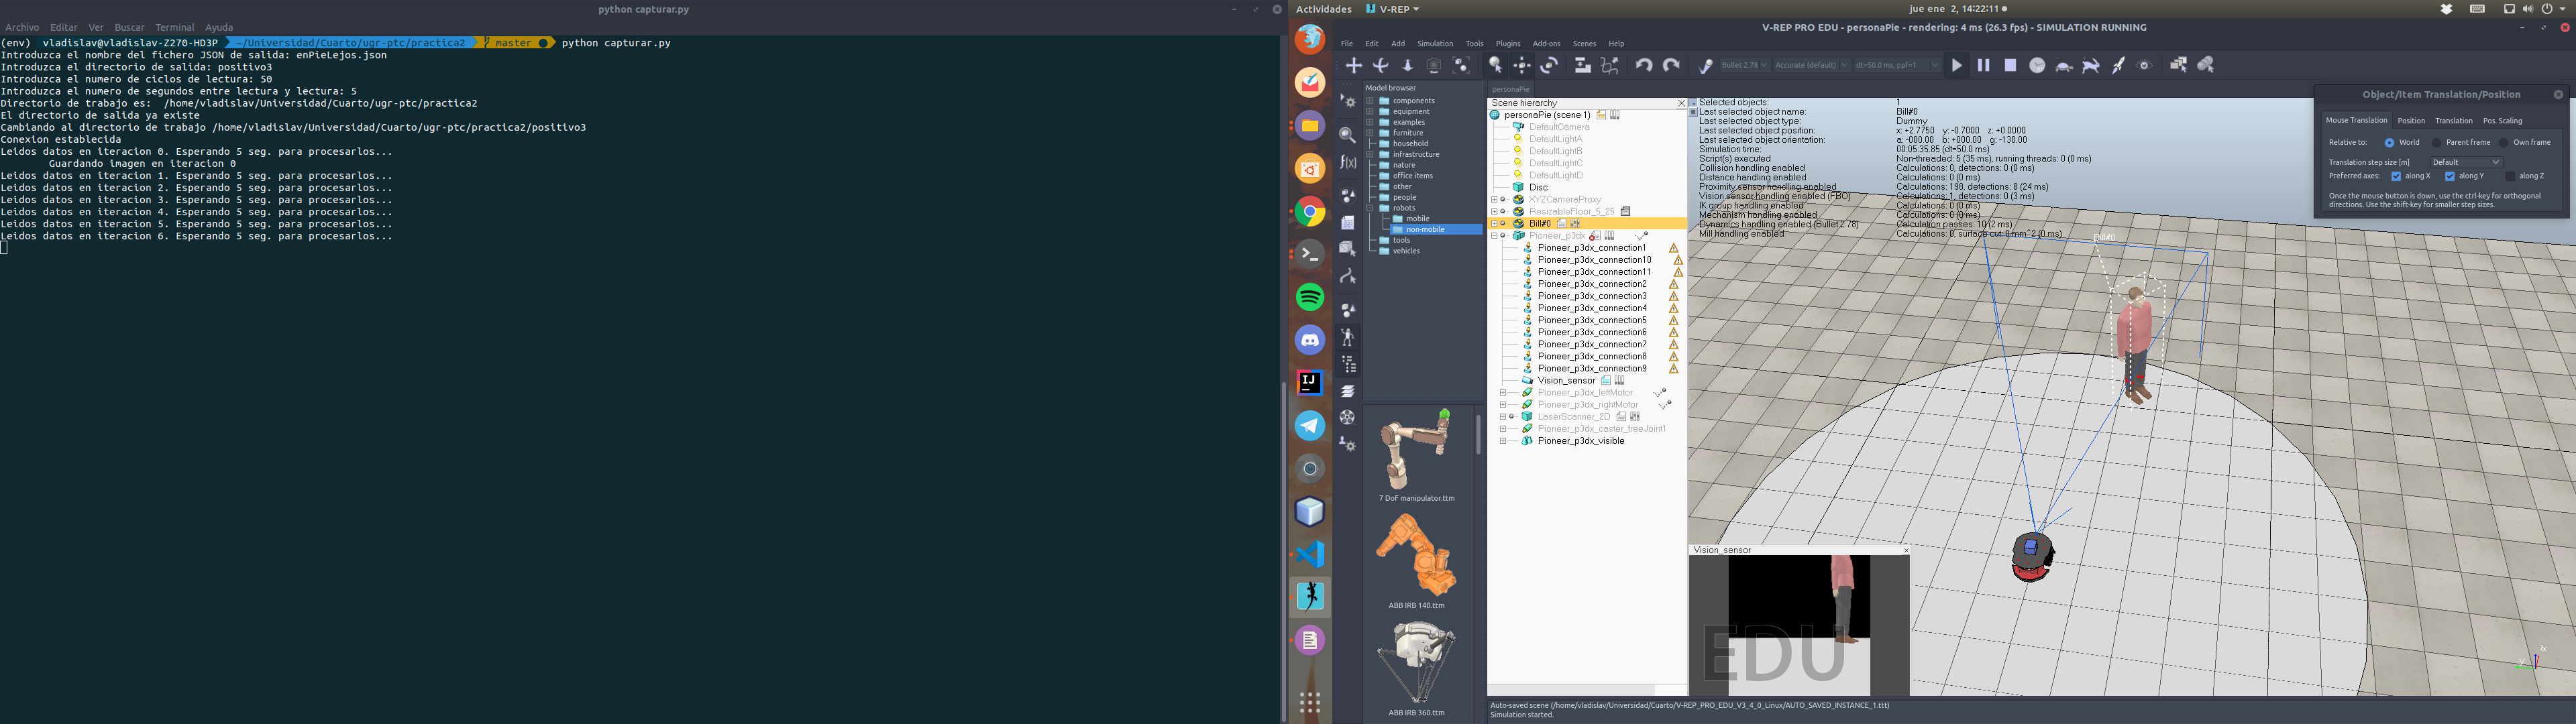 python capturar.py
Archivo Editar Ver Buscar Terminal Ayuda
(env) vladislav@vladislav-Z270-HD3P ~/Universidad/Cuarto/ugr-ptc/practica2 master ● python capturar.py
Introduzca el nombre del fichero JSON de salida: enPieLejos.json
Introduzca el directorio de salida: positivo3
Introduzca el numero de ciclos de lectura: 50
Introduzca el numero de segundos entre lectura y lectura: 5
Directorio de trabajo es:  /home/vladislav/Universidad/Cuarto/ugr-ptc/practica2
El directorio de salida ya existe
Cambiando al directorio de trabajo /home/vladislav/Universidad/Cuarto/ugr-ptc/practica2/positivo3
Conexion establecida
Leidos datos en iteracion 0. Esperando 5 seg. para procesarlos...
Guardando imagen en iteracion 0
Leidos datos en iteracion 1. Esperando 5 seg. para procesarlos...
Leidos datos en iteracion 2. Esperando 5 seg. para procesarlos...
Leidos datos en iteracion 3. Esperando 5 seg. para procesarlos...
Leidos datos en iteracion 4. Esperando 5 seg. para procesarlos...
Leidos datos en iteracion 5. Esperando 5 seg. para procesarlos...
Leidos datos en iteracion 6. Esperando 5 seg. para procesarlos...
Actividades V-REP jue ene 2, 14:22:11
V-REP PRO EDU - personaPie - rendering: 4 ms (26.3 fps) - SIMULATION RUNNING
File Edit Add Simulation Tools Plugins Add-ons Scenes Help
Bullet 2.78 Accurate (default) dt=50.0 ms, ppf=1
Model browser
components
equipment
examples
furniture
household
infrastructure
nature
office items
other
people
robots
mobile
non-mobile
tools
vehicles
7 DoF manipulator.ttm
ABB IRB 140.ttm
ABB IRB 360.ttm
personaPie
Scene hierarchy
personaPie (scene 1)
DefaultCamera
DefaultLightA
DefaultLightB
DefaultLightC
DefaultLightD
Disc
XYZCameraProxy
ResizableFloor_5_25
Bill#0
Pioneer_p3dx
Pioneer_p3dx_connection1
Pioneer_p3dx_connection10
Pioneer_p3dx_connection11
Pioneer_p3dx_connection2
Pioneer_p3dx_connection3
Pioneer_p3dx_connection4
Pioneer_p3dx_connection5
Pioneer_p3dx_connection6
Pioneer_p3dx_connection7
Pioneer_p3dx_connection8
Pioneer_p3dx_connection9
Vision_sensor
Pioneer_p3dx_leftMotor
Pioneer_p3dx_rightMotor
LaserScanner_2D
Pioneer_p3dx_caster_freeJoint1
Pioneer_p3dx_visible
Selected objects: 1
Last selected object name: Bill#0
Last selected object type: Dummy
Last selected object position: x: +2.7750 y: -0.7000 z: +0.0000
Last selected object orientation: a: -000.00 b: +000.00 g: -130.00
Simulation time: 00:05:35.85 (dt=50.0 ms)
Script(s) executed Non-threaded: 5 (35 ms), running threads: 0 (0 ms)
Collision handling enabled Calculations: 0, detections: 0 (0 ms)
Distance handling enabled Calculations: 0 (0 ms)
Proximity sensor handling enabled Calculations: 198, detections: 8 (24 ms)
Vision sensor handling enabled (FBO) Calculations: 1, detections: 0 (3 ms)
IK group handling enabled Calculations: 0 (0 ms)
Mechanism handling enabled Calculations: 0 (0 ms)
Dynamics handling enabled (Bullet 2.78) Calculation passes: 10 (2 ms)
Mill handling enabled Calculations: 0, surface cut: 0 mm^2 (0 ms)
Bill#0
Object/Item Translation/Position
Mouse Translation Position Translation Pos. Scaling
Relative to: World Parent frame Own frame
Translation step size [m] Default
Preferred axes: along X along Y along Z
Once the mouse button is down, use the ctrl-key for orthogonal
directions. Use the shift-key for smaller step sizes.
Vision_sensor
EDU
Auto-saved scene (/home/vladislav/Universidad/Cuarto/V-REP_PRO_EDU_V3_4_0_Linux/AUTO_SAVED_INSTANCE_1.ttt)
Simulation started.